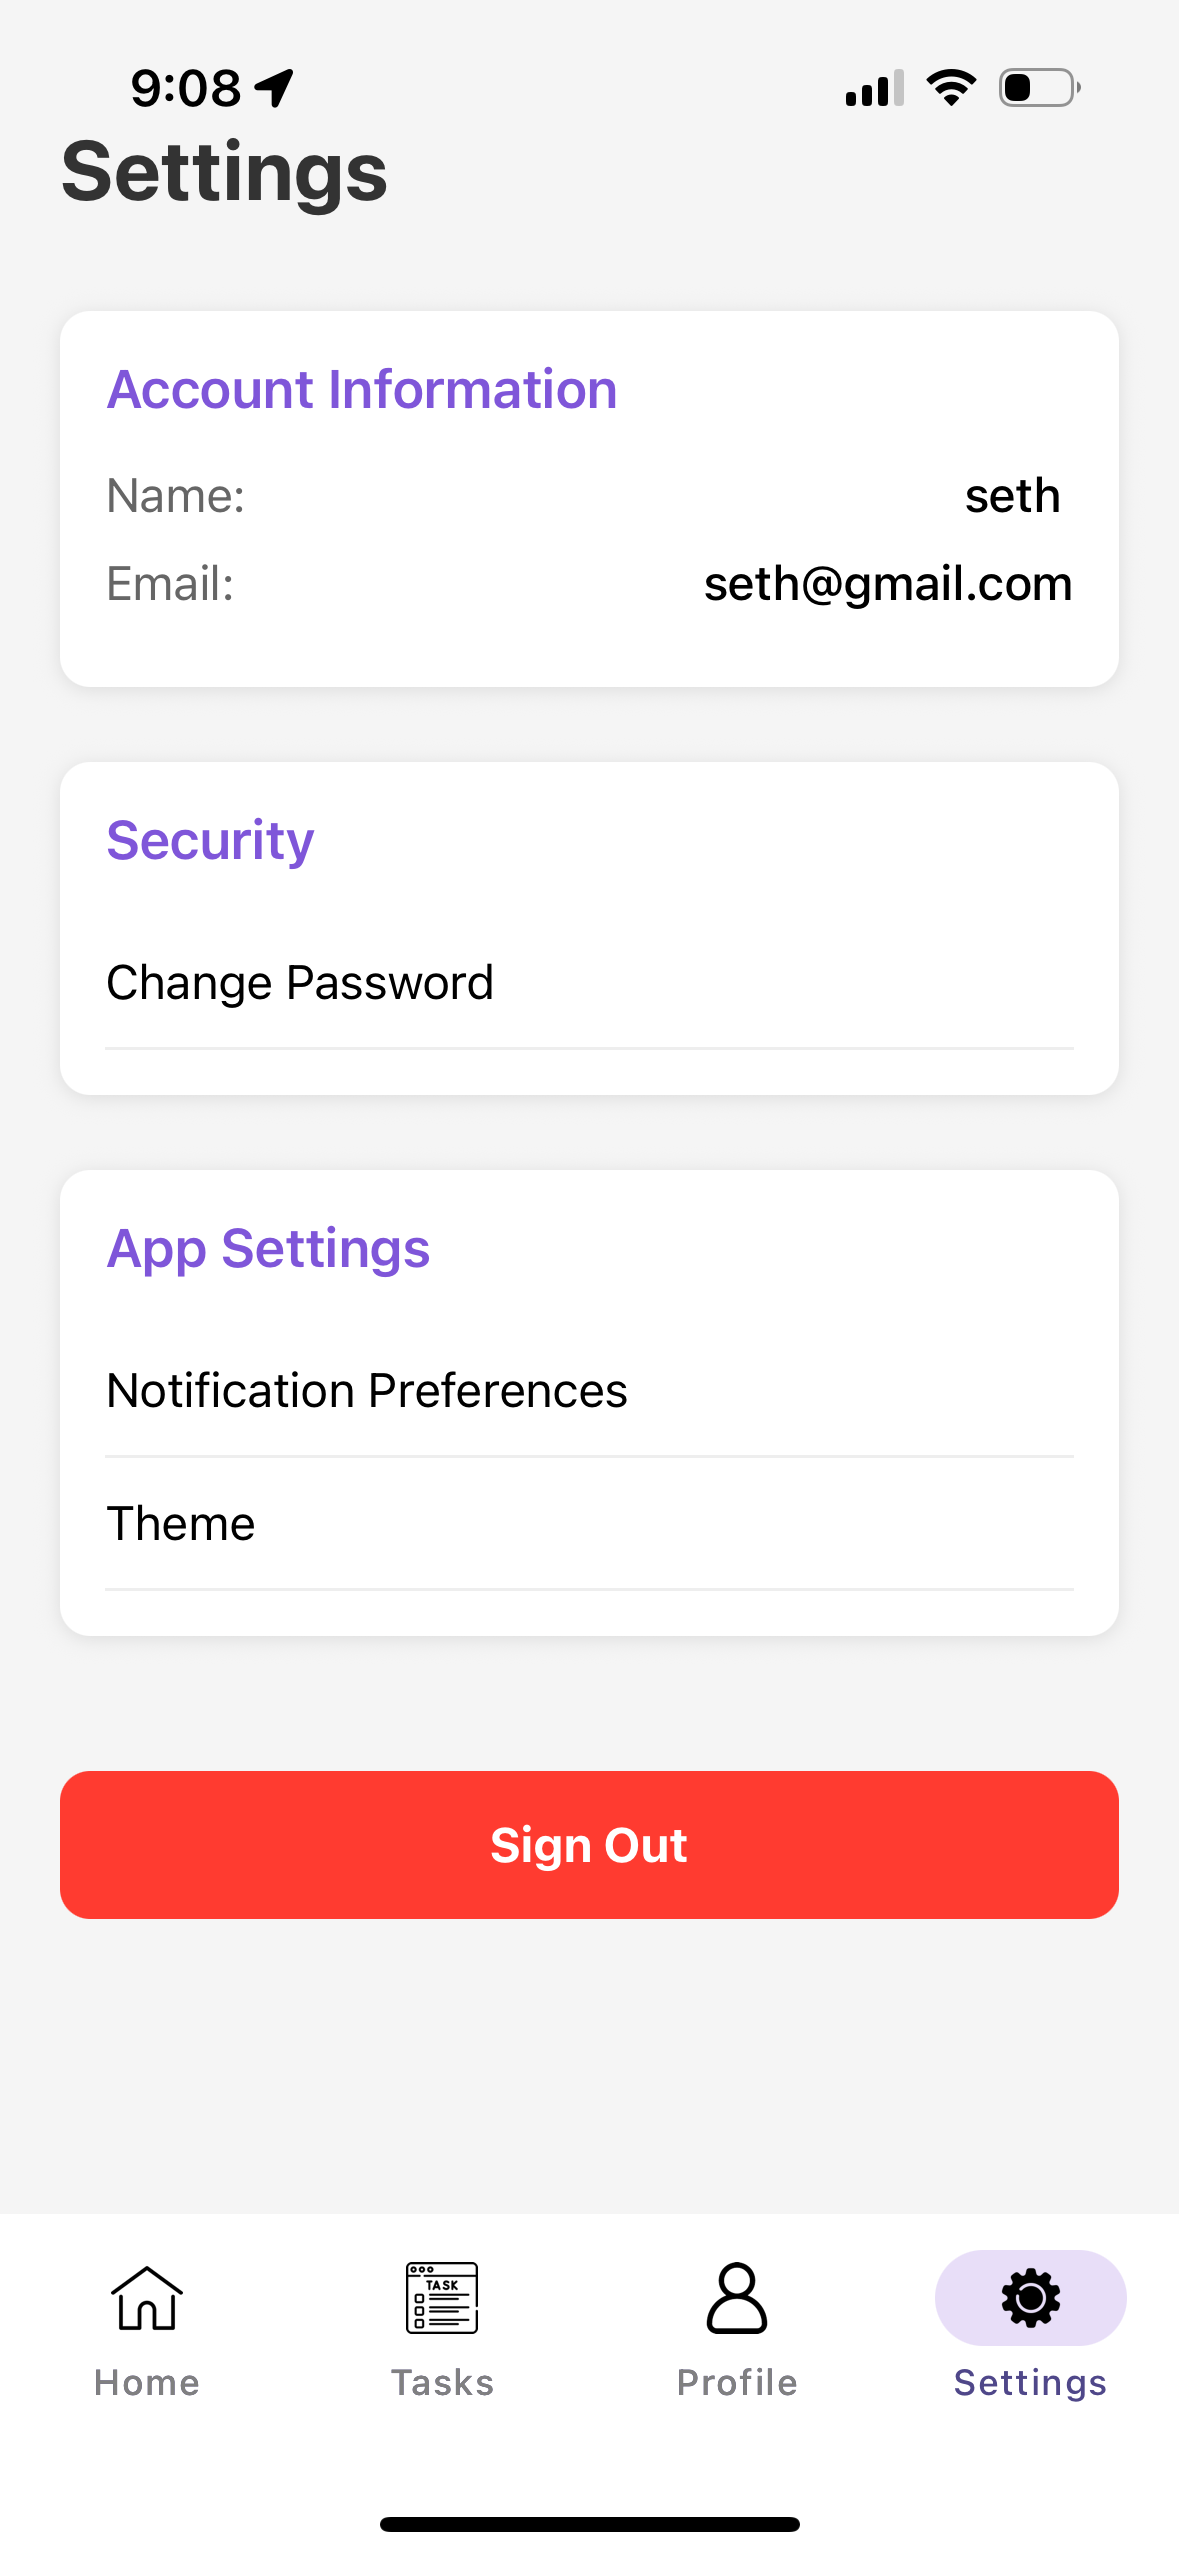 9:08
Settings
Account Information
Name: seth
Email: seth@gmail.com
Security
Change Password
App Settings
Notification Preferences
Theme
Sign Out
TASK
Home Tasks Profile Settings